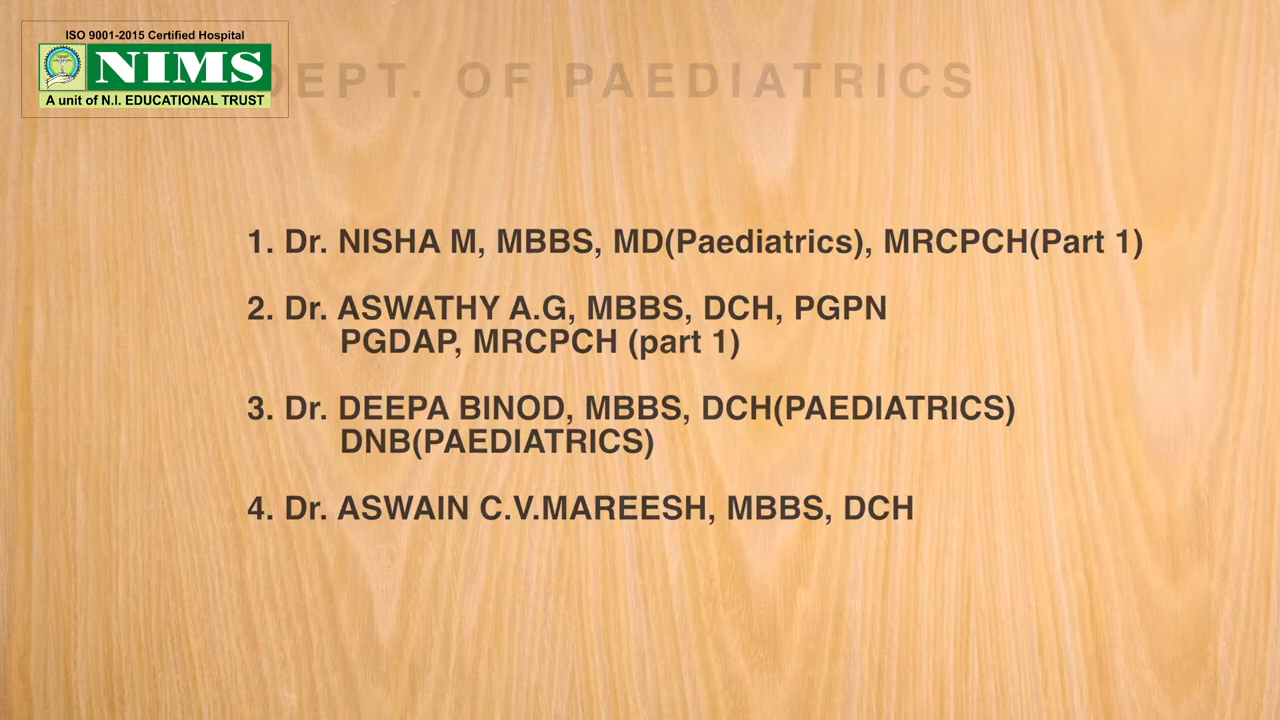 ISO 9001-2015 Certified Hospital
NIMS
A unit of N.I. EDUCATIONAL TRUST
DEPT. OF PAEDIATRICS
1. Dr. NISHA M, MBBS, MD(Paediatrics), MRCPCH(Part 1)
2. Dr. ASWATHY A.G, MBBS, DCH, PGPN
PGDAP, MRCPCH (part 1)
3. Dr. DEEPA BINOD, MBBS, DCH(PAEDIATRICS)
DNB(PAEDIATRICS)
4. Dr. ASWAIN C.V.MAREESH, MBBS, DCH